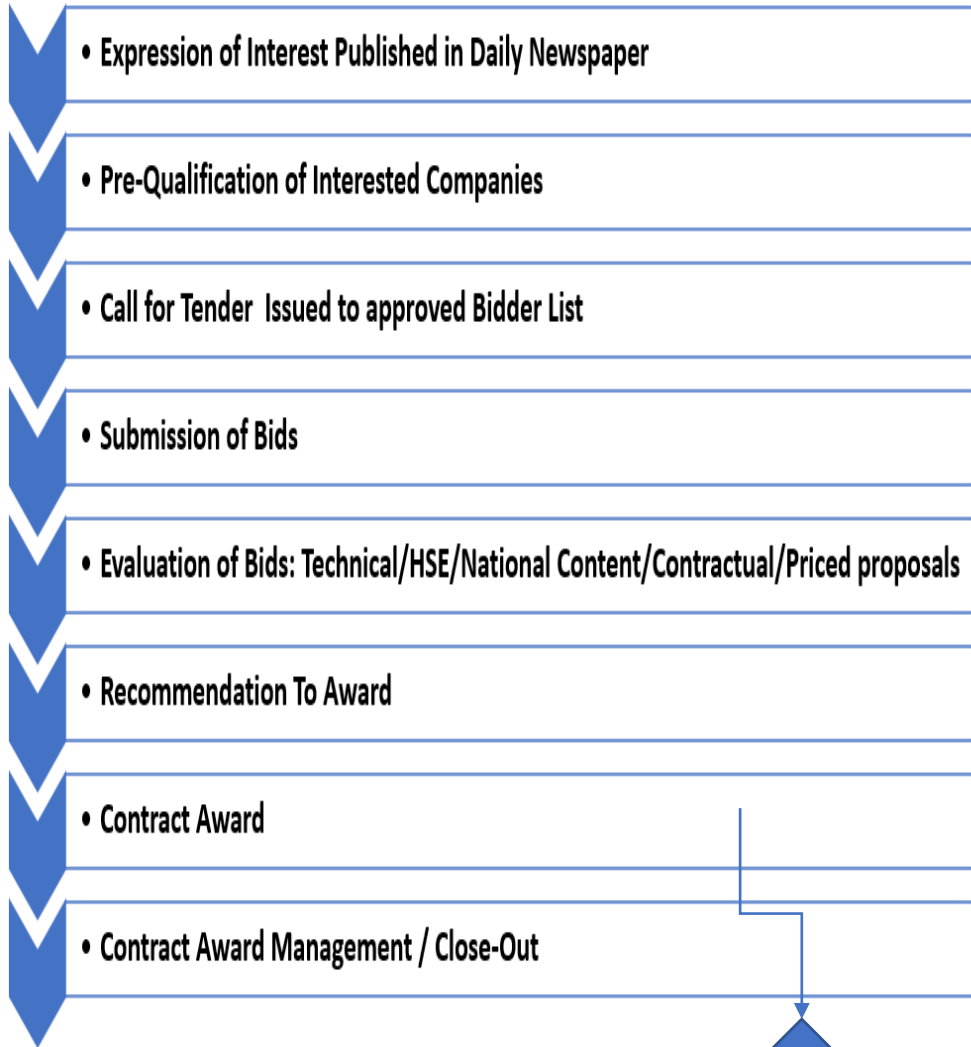 • Expression of Interest Published in Daily Newspaper
• Pre-Qualification of Interested Companies
• Call for Tender  Issued to approved Bidder List
• Submission of Bids
• Evaluation of Bids: Technical/HSE/National Content/Contractual/Priced proposals
• Recommendation To Award
• Contract Award
• Contract Award Management / Close-Out